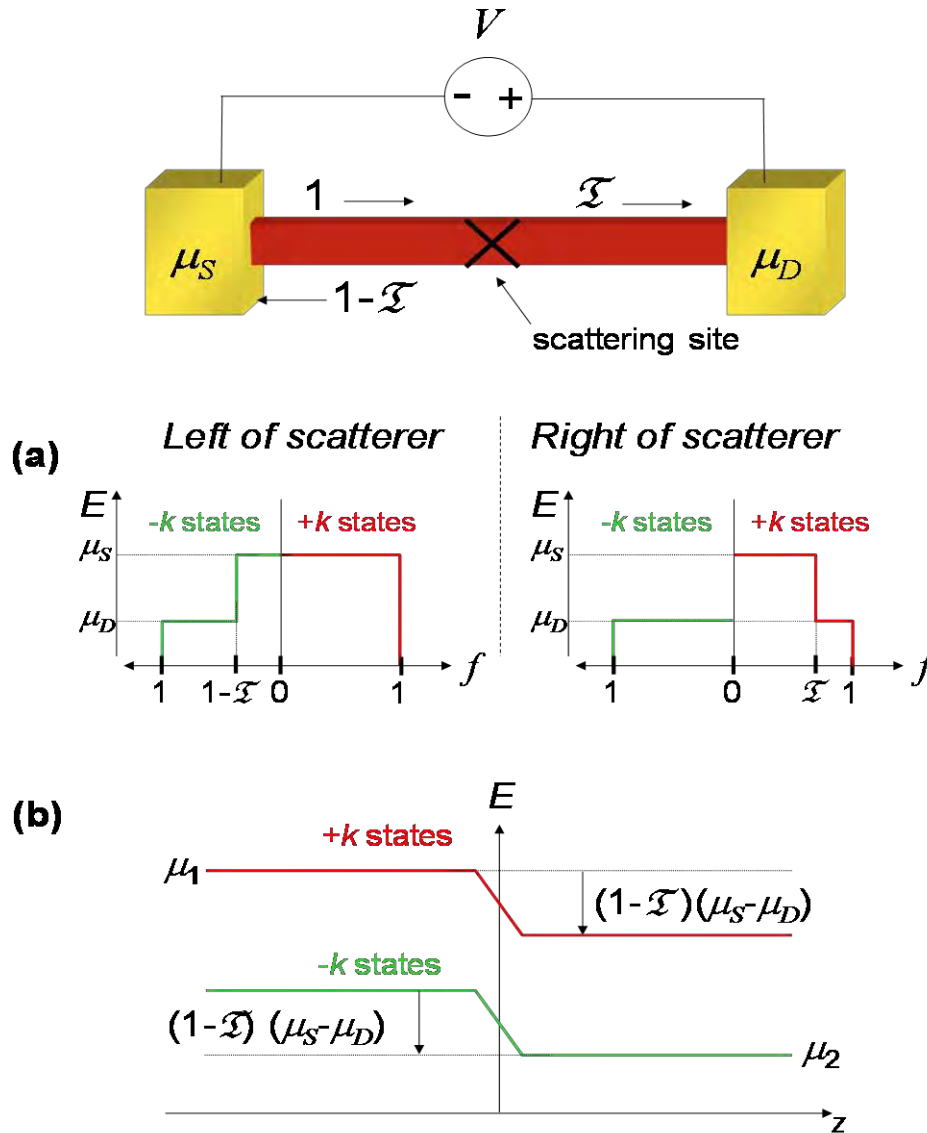 V
- +
1 𝔗
μS μD
1-𝔗
scattering site
(a)
Left of scatterer Right of scatterer
E -k states +k states E -k states +k states
μS μS
μD μD
1 1-𝔗 0 1 f 1 0 𝔗 1 f
(b)
E
+k states
μ1
(1-𝔗)(μS-μD)
-k states
(1-𝔗) (μS-μD)
μ2
z